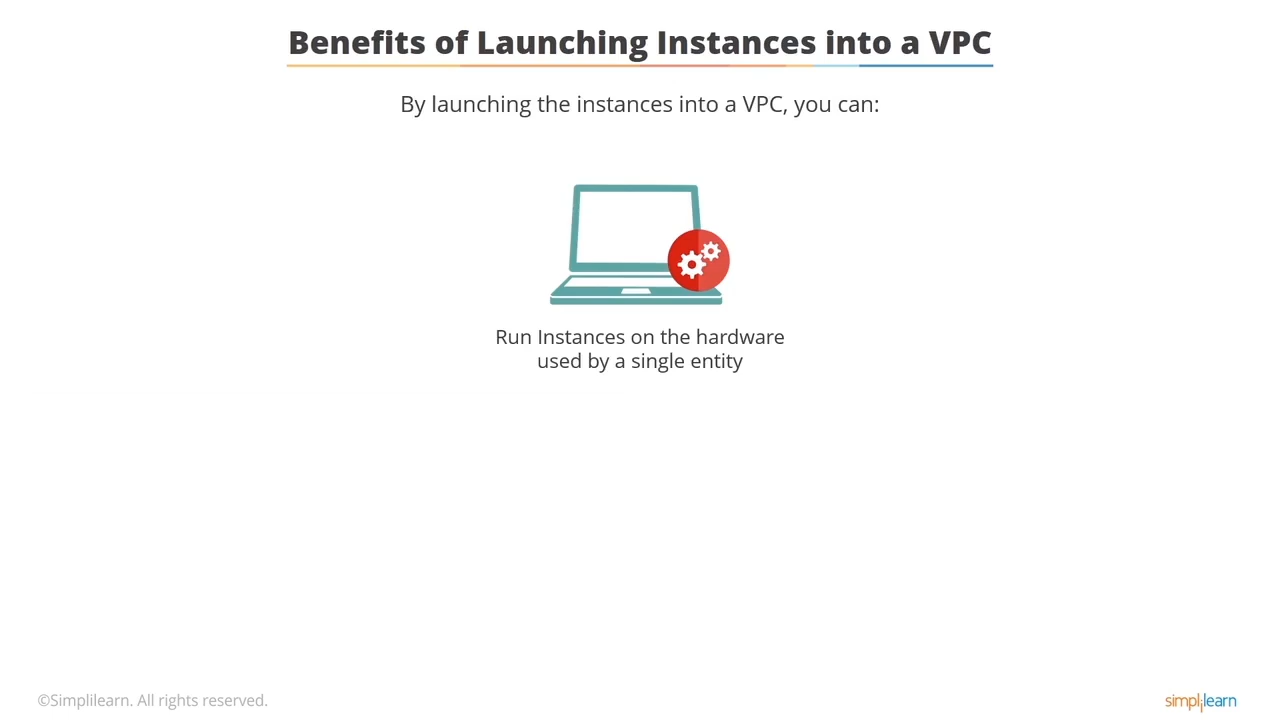 Benefits of Launching Instances into a VPC
By launching the instances into a VPC, you can:
Run Instances on the hardware
used by a single entity
©Simplilearn. All rights reserved.
simplilearn